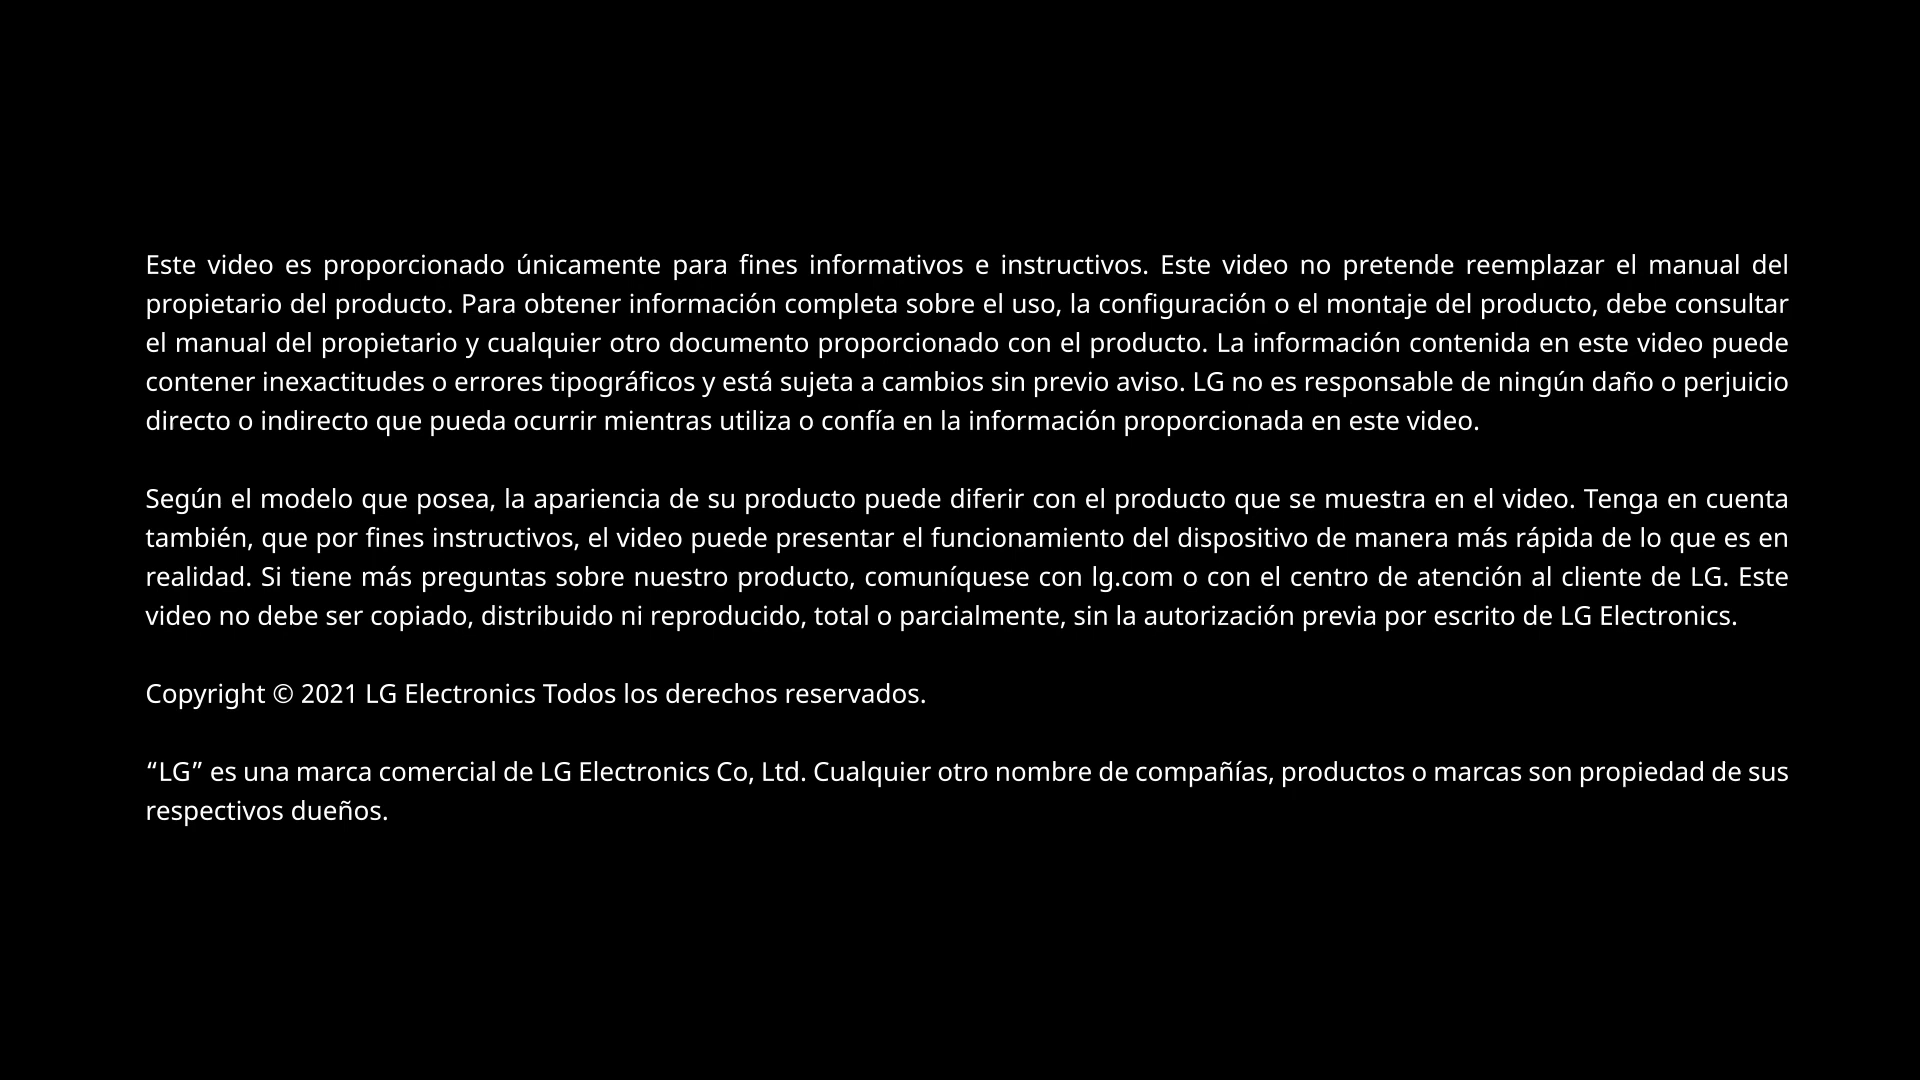 Este video es proporcionado únicamente para fines informativos e instructivos. Este video no pretende reemplazar el manual del
propietario del producto. Para obtener información completa sobre el uso, la configuración o el montaje del producto, debe consultar
el manual del propietario y cualquier otro documento proporcionado con el producto. La información contenida en este video puede
contener inexactitudes o errores tipográficos y está sujeta a cambios sin previo aviso. LG no es responsable de ningún daño o perjuicio
directo o indirecto que pueda ocurrir mientras utiliza o confía en la información proporcionada en este video.
Según el modelo que posea, la apariencia de su producto puede diferir con el producto que se muestra en el video. Tenga en cuenta
también, que por fines instructivos, el video puede presentar el funcionamiento del dispositivo de manera más rápida de lo que es en
realidad. Si tiene más preguntas sobre nuestro producto, comuníquese con lg.com o con el centro de atención al cliente de LG. Este
video no debe ser copiado, distribuido ni reproducido, total o parcialmente, sin la autorización previa por escrito de LG Electronics.
Copyright © 2021 LG Electronics Todos los derechos reservados.
“LG” es una marca comercial de LG Electronics Co, Ltd. Cualquier otro nombre de compañías, productos o marcas son propiedad de sus
respectivos dueños.